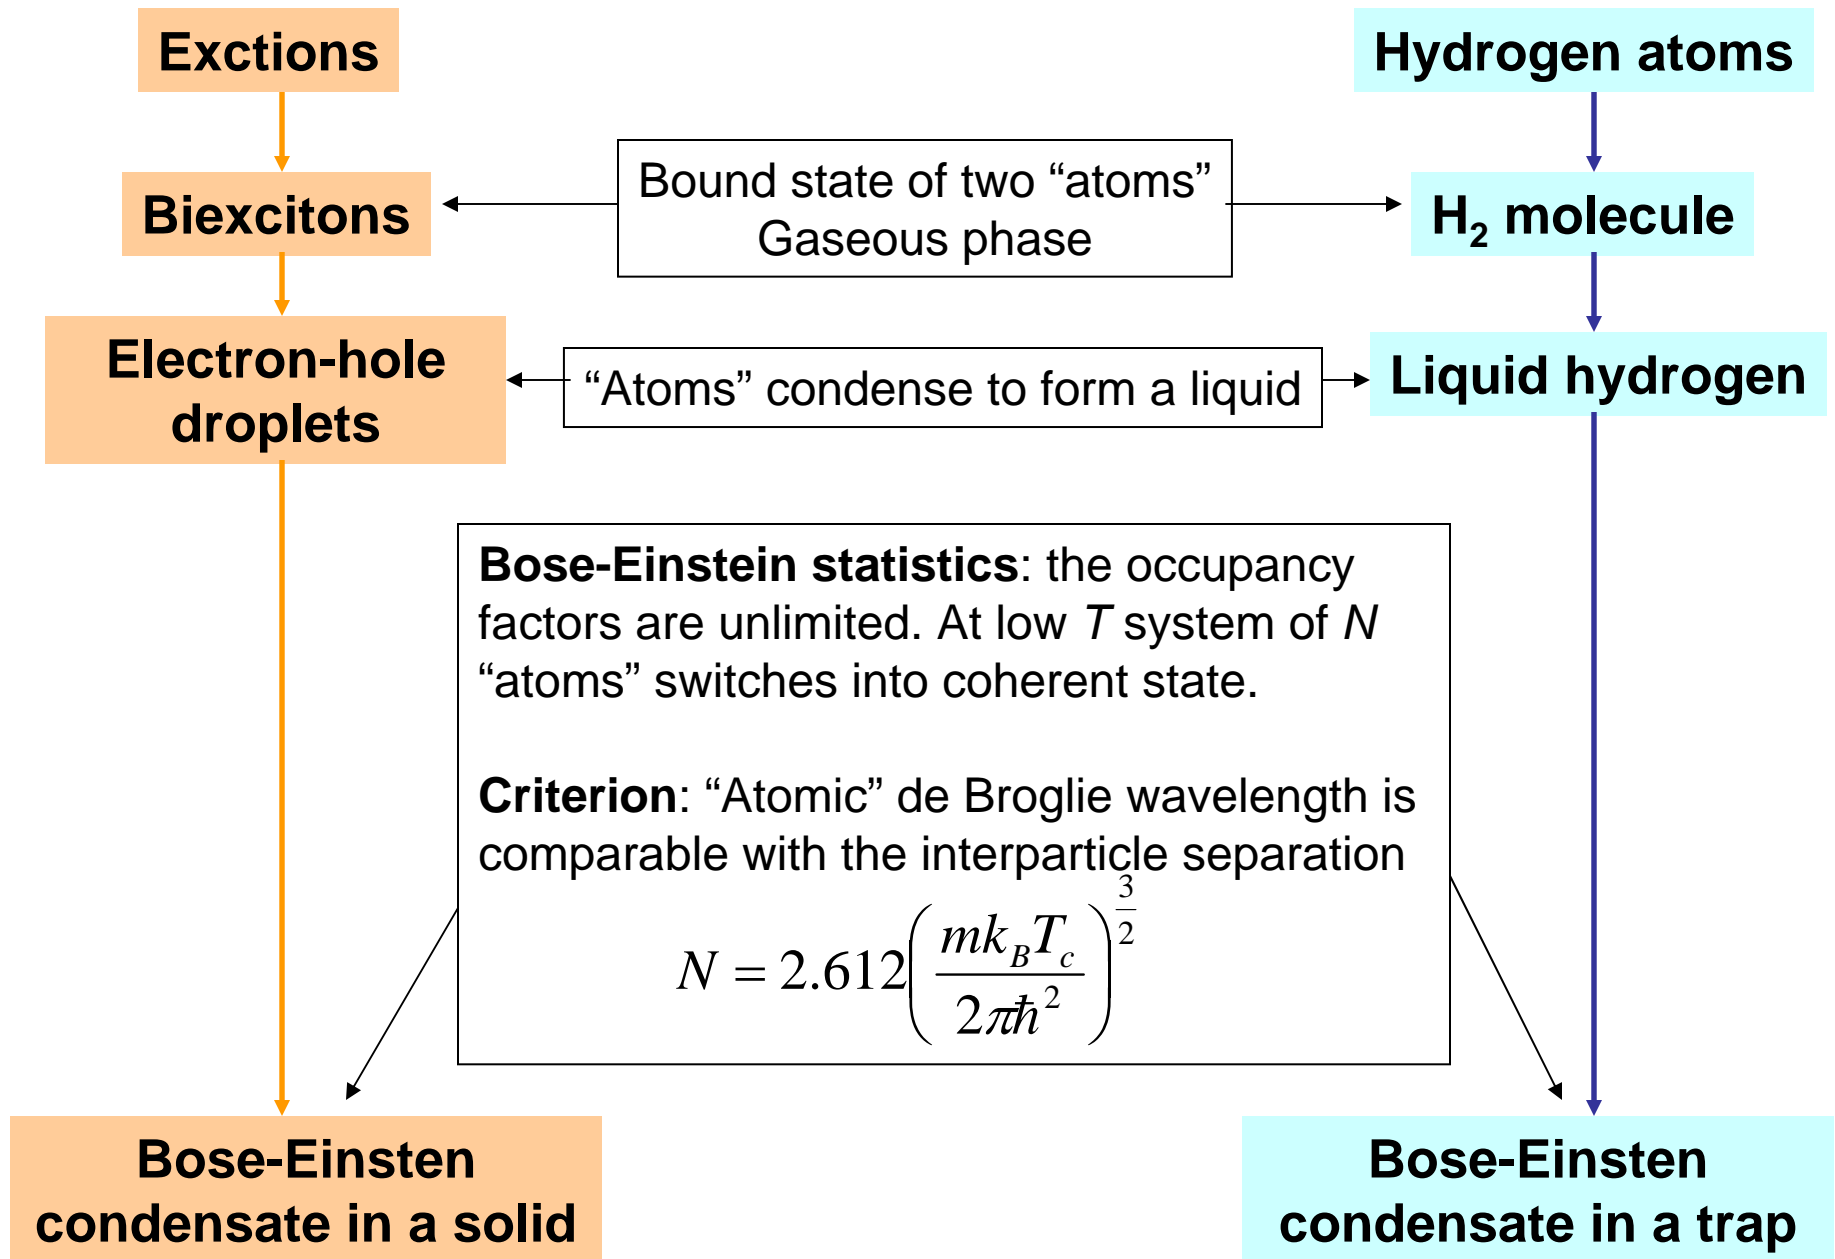 Exctions
Hydrogen atoms
Bound state of two “atoms”
Gaseous phase
Biexcitons
H₂ molecule
Electron-hole
droplets
“Atoms” condense to form a liquid
Liquid hydrogen
Bose-Einstein statistics: the occupancy
factors are unlimited. At low T system of N
“atoms” switches into coherent state.
Criterion: “Atomic” de Broglie wavelength is
comparable with the interparticle separation
N = 2.612(mk_BT_c / 2πħ²)^(3/2)
Bose-Einsten
condensate in a solid
Bose-Einsten
condensate in a trap